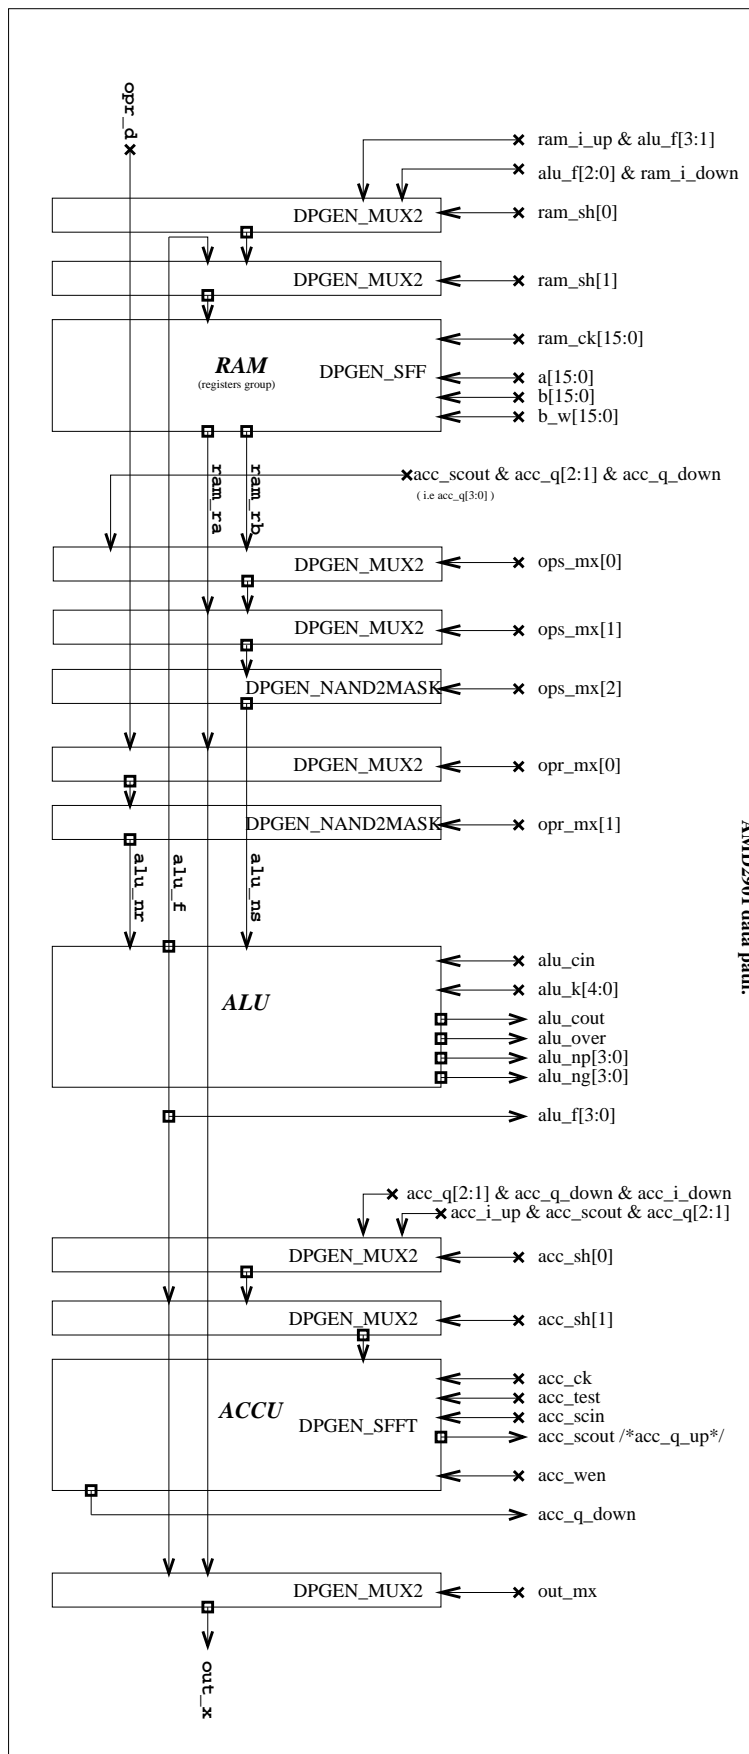 opr_d
ram_i_up & alu_f[3:1]
alu_f[2:0] & ram_i_down
DPGEN_MUX2
ram_sh[0]
DPGEN_MUX2
ram_sh[1]
RAM
(registers group)
DPGEN_SFF
ram_ck[15:0]
a[15:0]
b[15:0]
b_w[15:0]
ram_ra
ram_rb
acc_scout & acc_q[2:1] & acc_q_down
( i.e acc_q[3:0] )
DPGEN_MUX2
ops_mx[0]
DPGEN_MUX2
ops_mx[1]
DPGEN_NAND2MASK
ops_mx[2]
DPGEN_MUX2
opr_mx[0]
DPGEN_NAND2MASK
opr_mx[1]
alu_nr
alu_f
alu_ns
AMD2901 data path.
ALU
alu_cin
alu_k[4:0]
alu_cout
alu_over
alu_np[3:0]
alu_ng[3:0]
alu_f[3:0]
acc_q[2:1] & acc_q_down & acc_i_down
acc_i_up & acc_scout & acc_q[2:1]
DPGEN_MUX2
acc_sh[0]
DPGEN_MUX2
acc_sh[1]
ACCU
DPGEN_SFFT
acc_ck
acc_test
acc_scin
acc_scout /*acc_q_up*/
acc_wen
acc_q_down
DPGEN_MUX2
out_mx
out_x